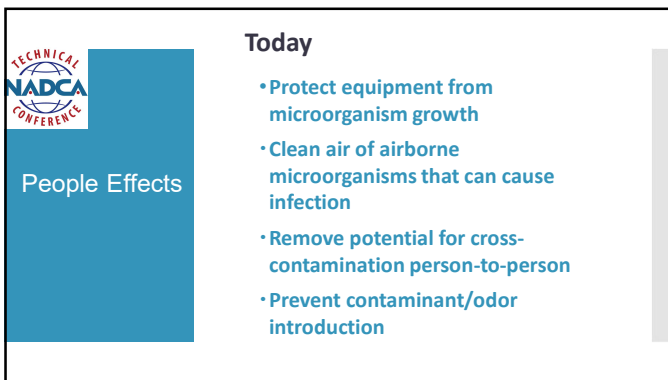 TECHNICAL
NADCA
CONFERENCE
People Effects
Today
•Protect equipment from
microorganism growth
•Clean air of airborne
microorganisms that can cause
infection
•Remove potential for cross-
contamination person-to-person
•Prevent contaminant/odor
introduction